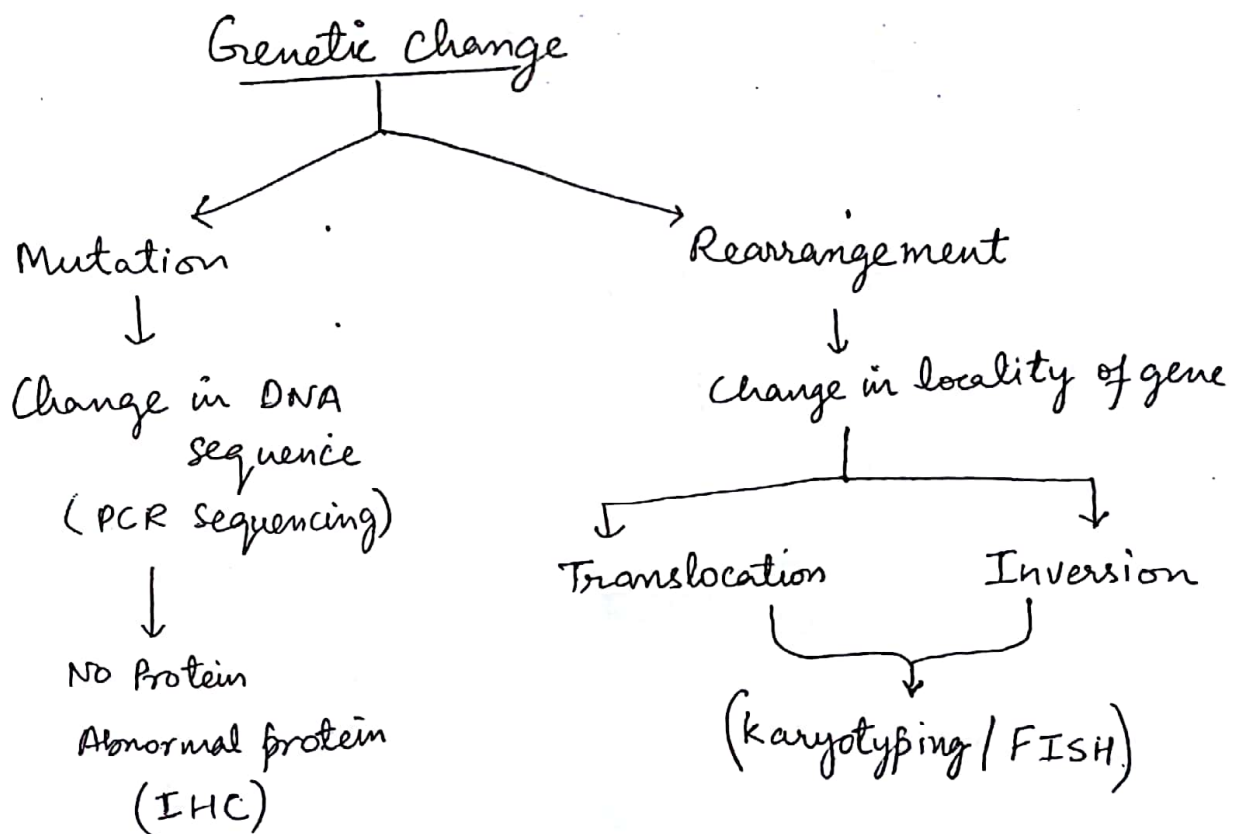 Genetic Change
Mutation
Change in DNA
sequence
(PCR sequencing)
No Protein
Abnormal protein
(IHC)
Rearrangement
Change in locality of gene
Translocation
Inversion
(Karyotyping / FISH)